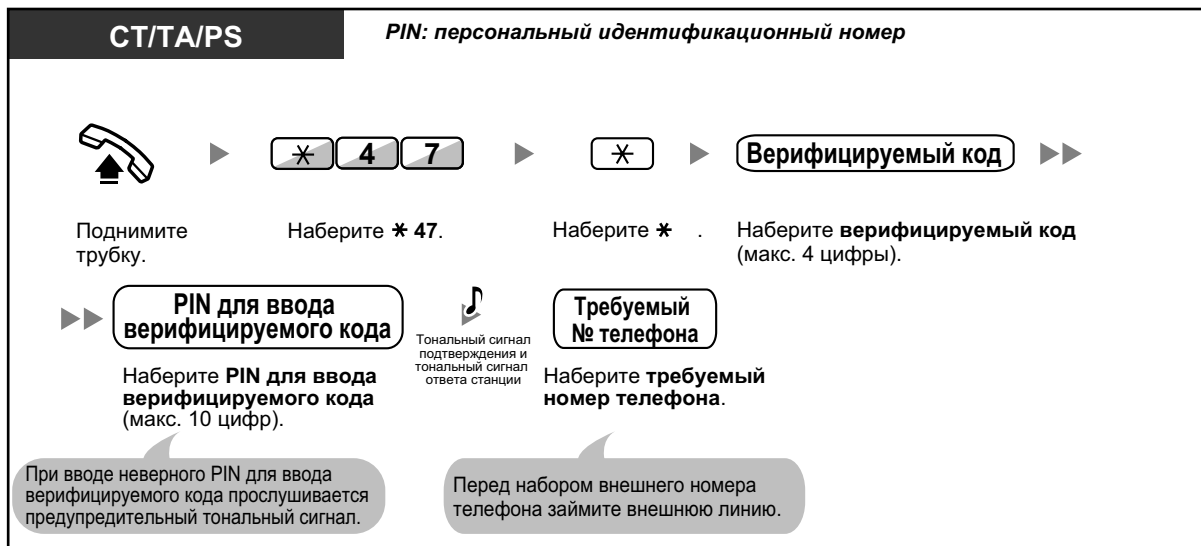 CT/TA/PS
PIN: персональный идентификационный номер
✳ 4 7
✳
Верифицируемый код
Поднимите
трубку.
Наберите ✳ 47.
Наберите ✳ .
Наберите верифицируемый код
(макс. 4 цифры).
PIN для ввода
верифицируемого кода
Тональный сигнал
подтверждения и
тональный сигнал
ответа станции
Требуемый
№ телефона
Наберите PIN для ввода
верифицируемого кода
(макс. 10 цифр).
Наберите требуемый
номер телефона.
При вводе неверного PIN для ввода
верифицируемого кода прослушивается
предупредительный тональный сигнал.
Перед набором внешнего номера
телефона займите внешнюю линию.